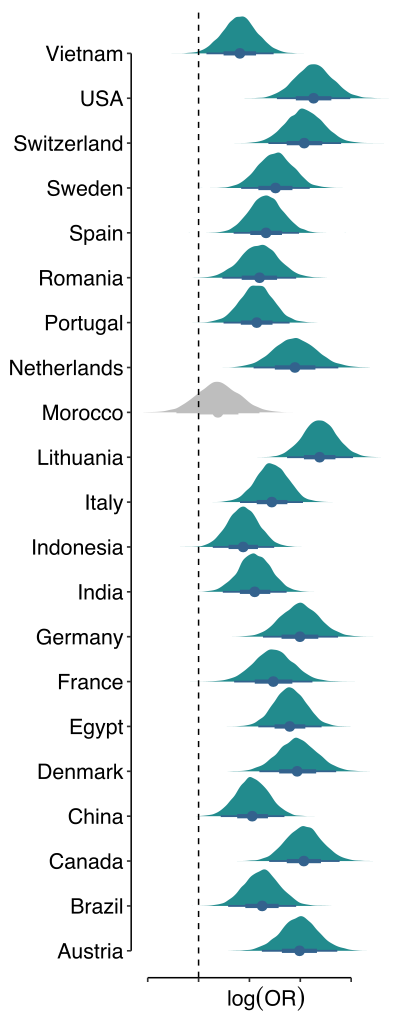 Vietnam
USA
Switzerland
Sweden
Spain
Romania
Portugal
Netherlands
Morocco
Lithuania
Italy
Indonesia
India
Germany
France
Egypt
Denmark
China
Canada
Brazil
Austria
log(OR)